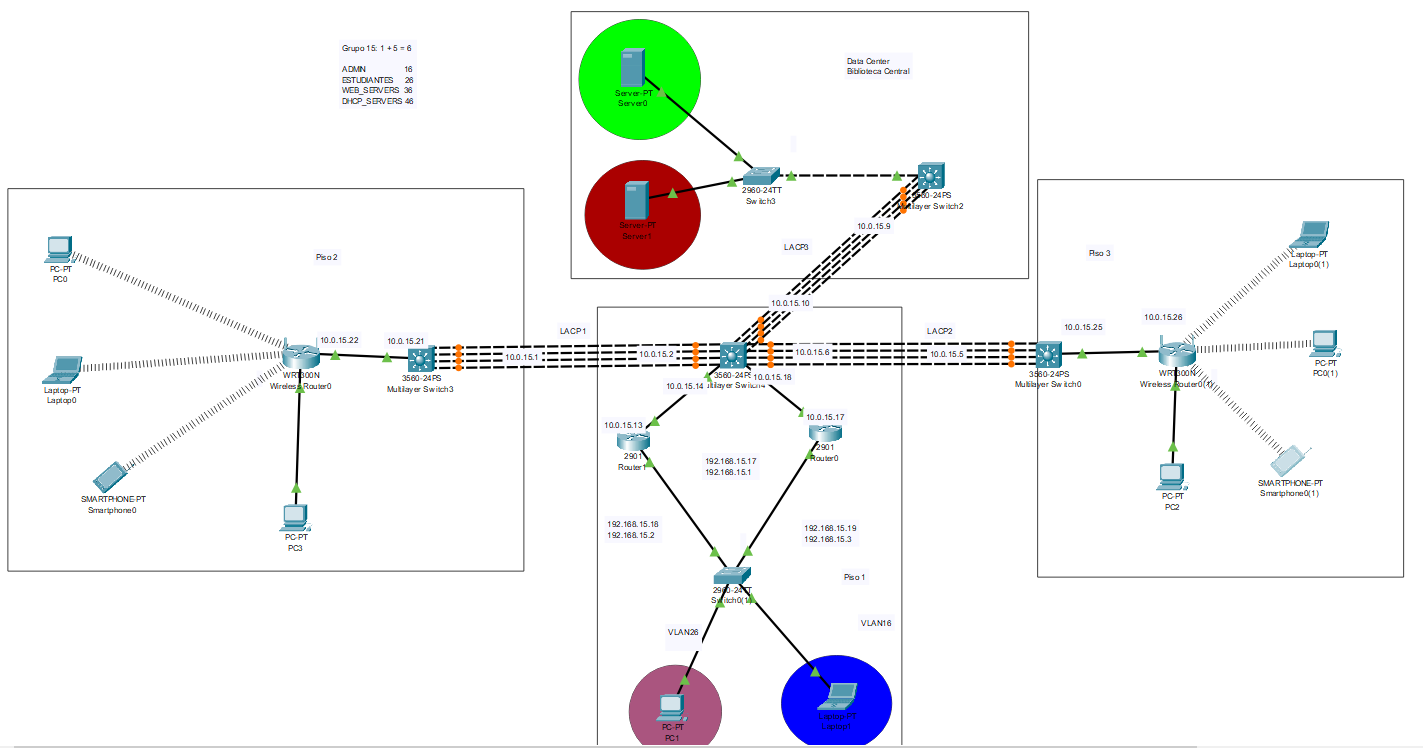 Grupo 15: 1 + 5 = 6
ADMIN 16
ESTUDIANTES 26
WEB_SERVERS 36
DHCP_SERVERS 46
Data Center
Biblioteca Central
Server-PT
Server0
2960-24TT
Switch3
3560-24PS
Multilayer Switch2
Server-PT
Server1
10.0.15.9
LACP3
10.0.15.10
Piso 2
PC-PT
PC0
10.0.15.22
10.0.15.21
WRT300N
Wireless Router0
3560-24PS
Multilayer Switch3
Laptop-PT
Laptop0
SMARTPHONE-PT
Smartphone0
PC-PT
PC3
LACP1
10.0.15.1
10.0.15.2
10.0.15.6
LACP2
10.0.15.5
3560-24PS
Multilayer Switch4
10.0.15.14
10.0.15.18
10.0.15.13
2901
Router1
10.0.15.17
2901
Router0
192.168.15.17
192.168.15.1
192.168.15.18
192.168.15.2
192.168.15.19
192.168.15.3
2960-24TT
Switch0(1)
Piso 1
VLAN26
VLAN16
PC-PT
PC1
Laptop-PT
Laptop1
Piso 3
10.0.15.25
10.0.15.26
3560-24PS
Multilayer Switch0
WRT300N
Wireless Router0(1)
Laptop-PT
Laptop0(1)
PC-PT
PC0(1)
SMARTPHONE-PT
Smartphone0(1)
PC-PT
PC2